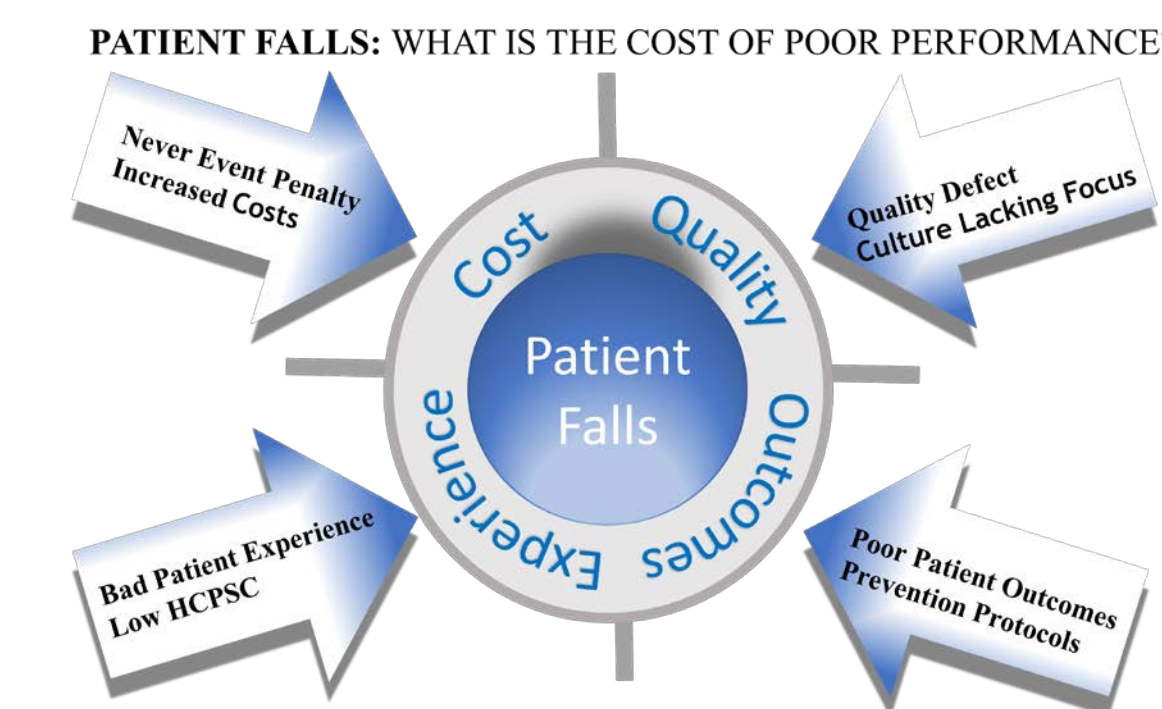 PATIENT FALLS: WHAT IS THE COST OF POOR PERFORMANCE
Never Event Penalty
Increased Costs
Quality Defect
Culture Lacking Focus
Cost
Quality
Patient
Falls
Experience
Outcomes
Bad Patient Experience
Low HCPSC
Poor Patient Outcomes
Prevention Protocols